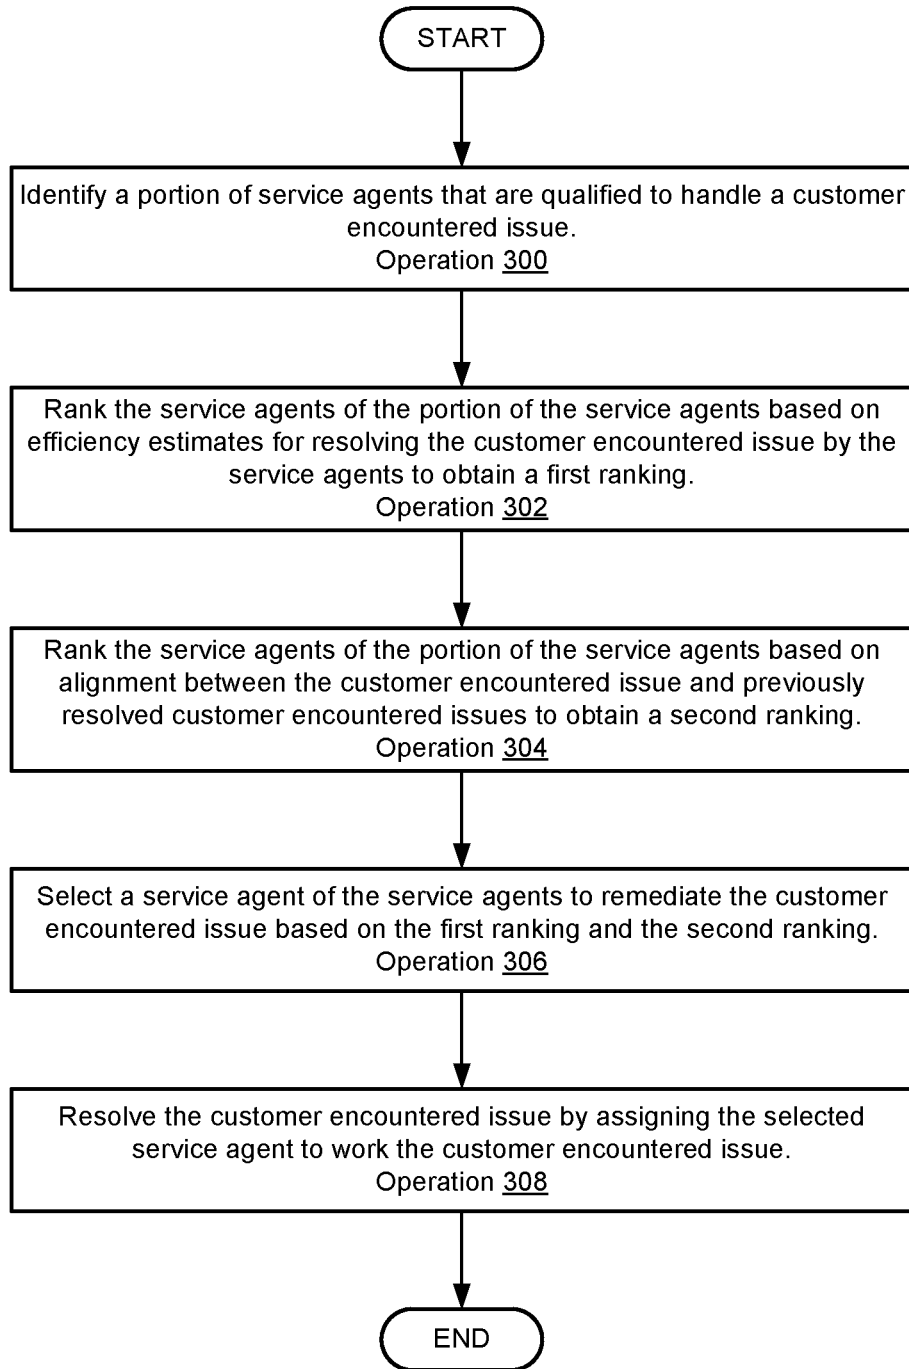 START
Identify a portion of service agents that are qualified to handle a customer
encountered issue.
Operation 300
Rank the service agents of the portion of the service agents based on
efficiency estimates for resolving the customer encountered issue by the
service agents to obtain a first ranking.
Operation 302
Rank the service agents of the portion of the service agents based on
alignment between the customer encountered issue and previously
resolved customer encountered issues to obtain a second ranking.
Operation 304
Select a service agent of the service agents to remediate the customer
encountered issue based on the first ranking and the second ranking.
Operation 306
Resolve the customer encountered issue by assigning the selected
service agent to work the customer encountered issue.
Operation 308
END